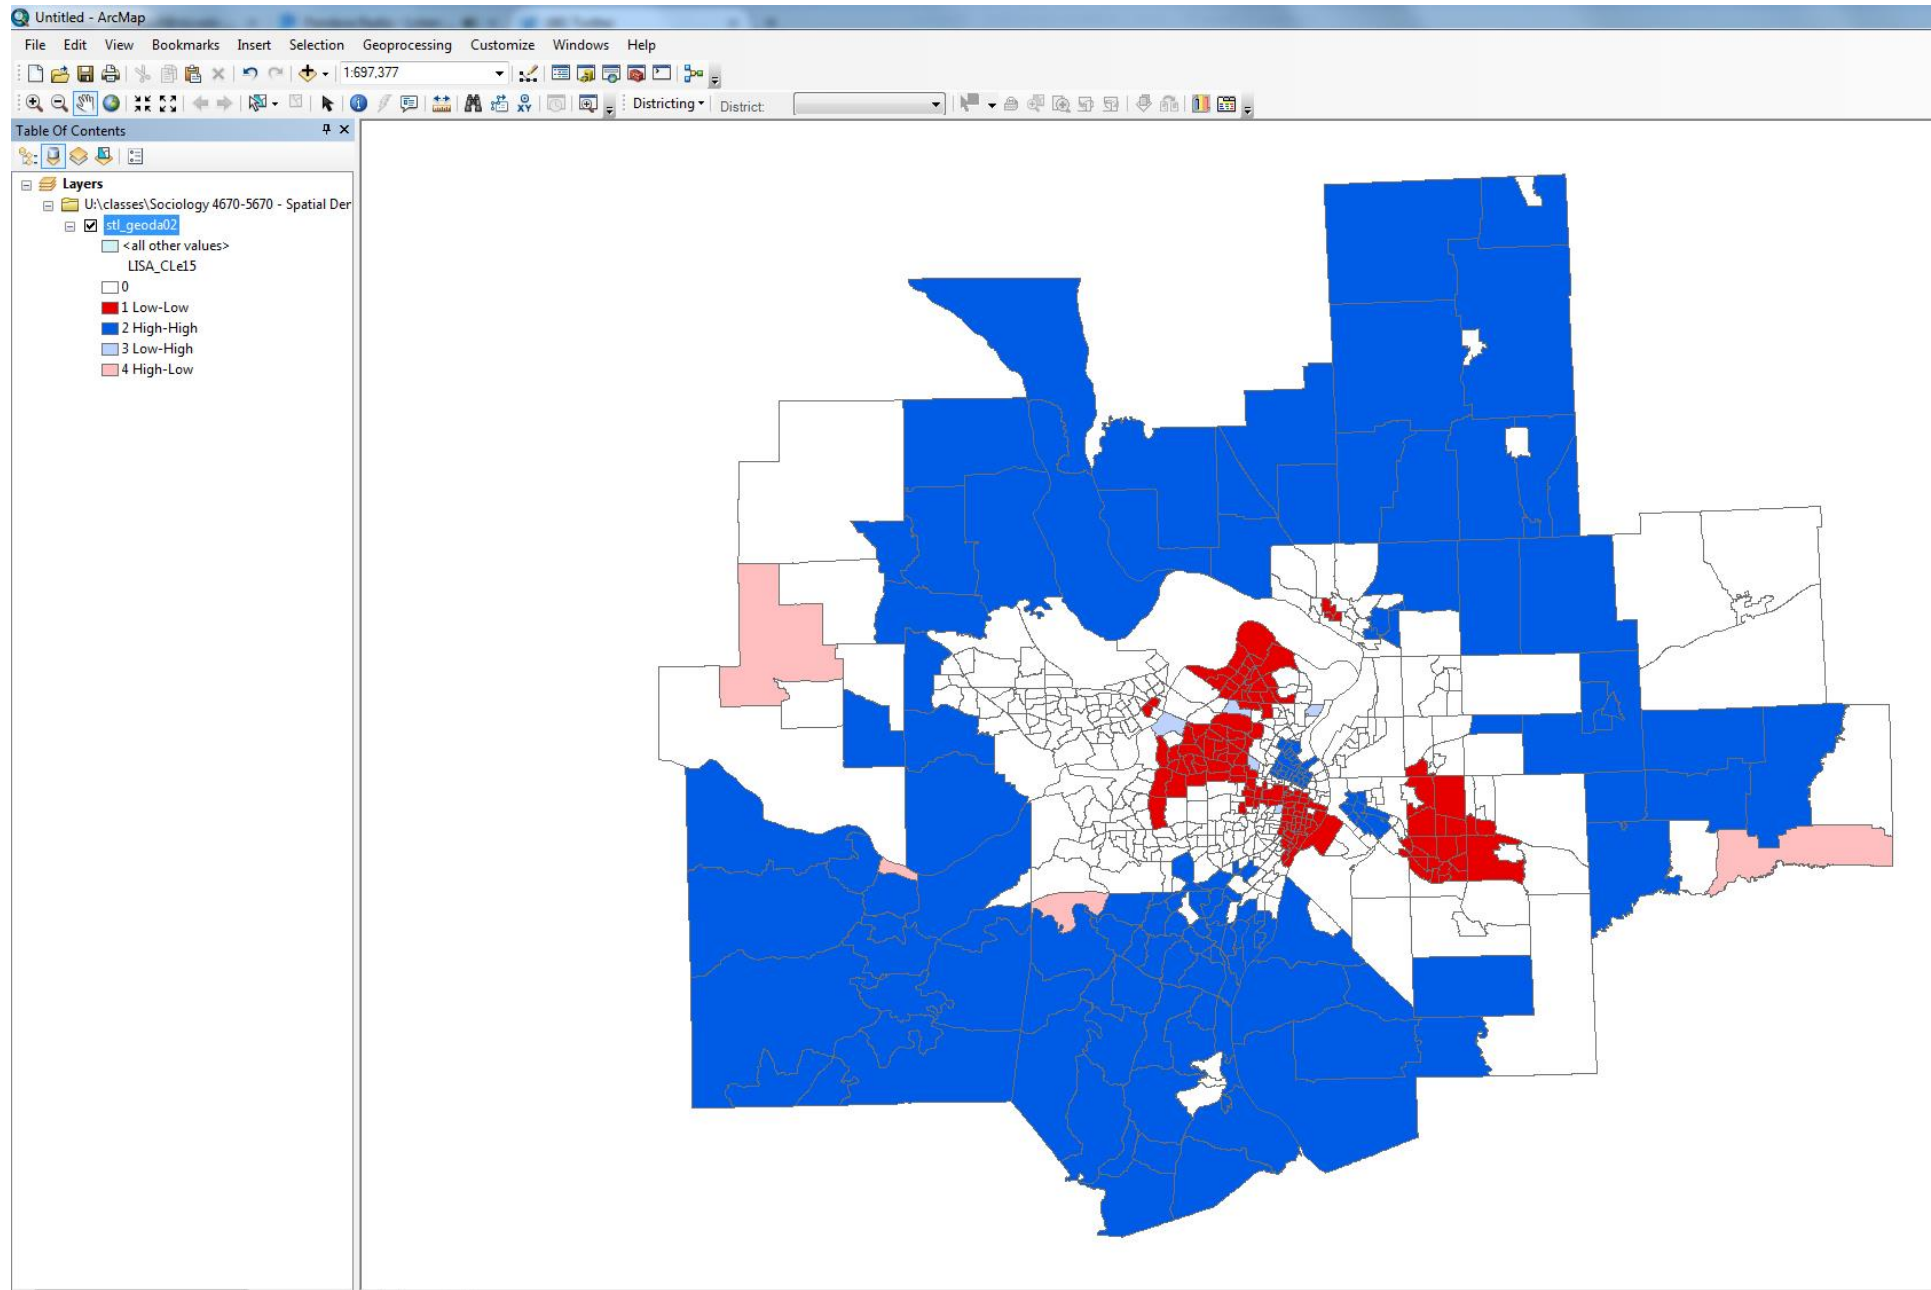 Untitled - ArcMap
File Edit View Bookmarks Insert Selection Geoprocessing Customize Windows Help
1:697,377
Districting District:
Table Of Contents
Layers
U:\classes\Sociology 4670-5670 - Spatial Der
stl_geoda02
<all other values>
LISA_CLe15
0
1 Low-Low
2 High-High
3 Low-High
4 High-Low